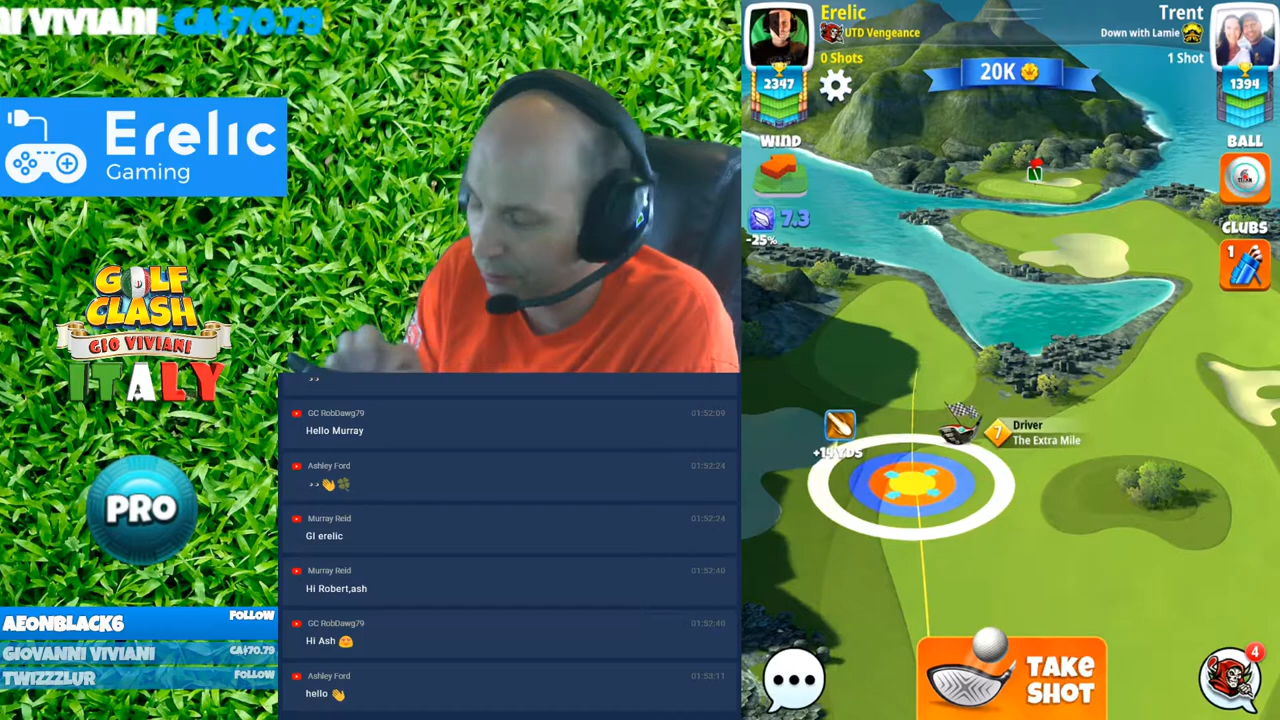 NI VIVIANI: CA$70.79
Erelic
Gaming
GOLF
CLASH
GIO VIVIANI
ITALY
PRO
AEONBLACK6 FOLLOW
GIOVANNI VIVIANI CA$70.79
TWIZZZLUR FOLLOW
GC RobDawg79 01:52:09
Hello Murray
Ashley Ford 01:52:24
👋🍀
Murray Reid 01:52:24
Gl erelic
Murray Reid 01:52:40
Hi Robert,ash
GC RobDawg79 01:52:48
Hi Ash
Ashley Ford 01:53:11
hello 👋
Erelic
UTD Vengeance
0 Shots
2347
20K
Trent
Down with Lamie
1 Shot
1394
WIND
7.3
-25%
BALL
CLUBS
1
7
Driver
The Extra Mile
TAKE
SHOT
4